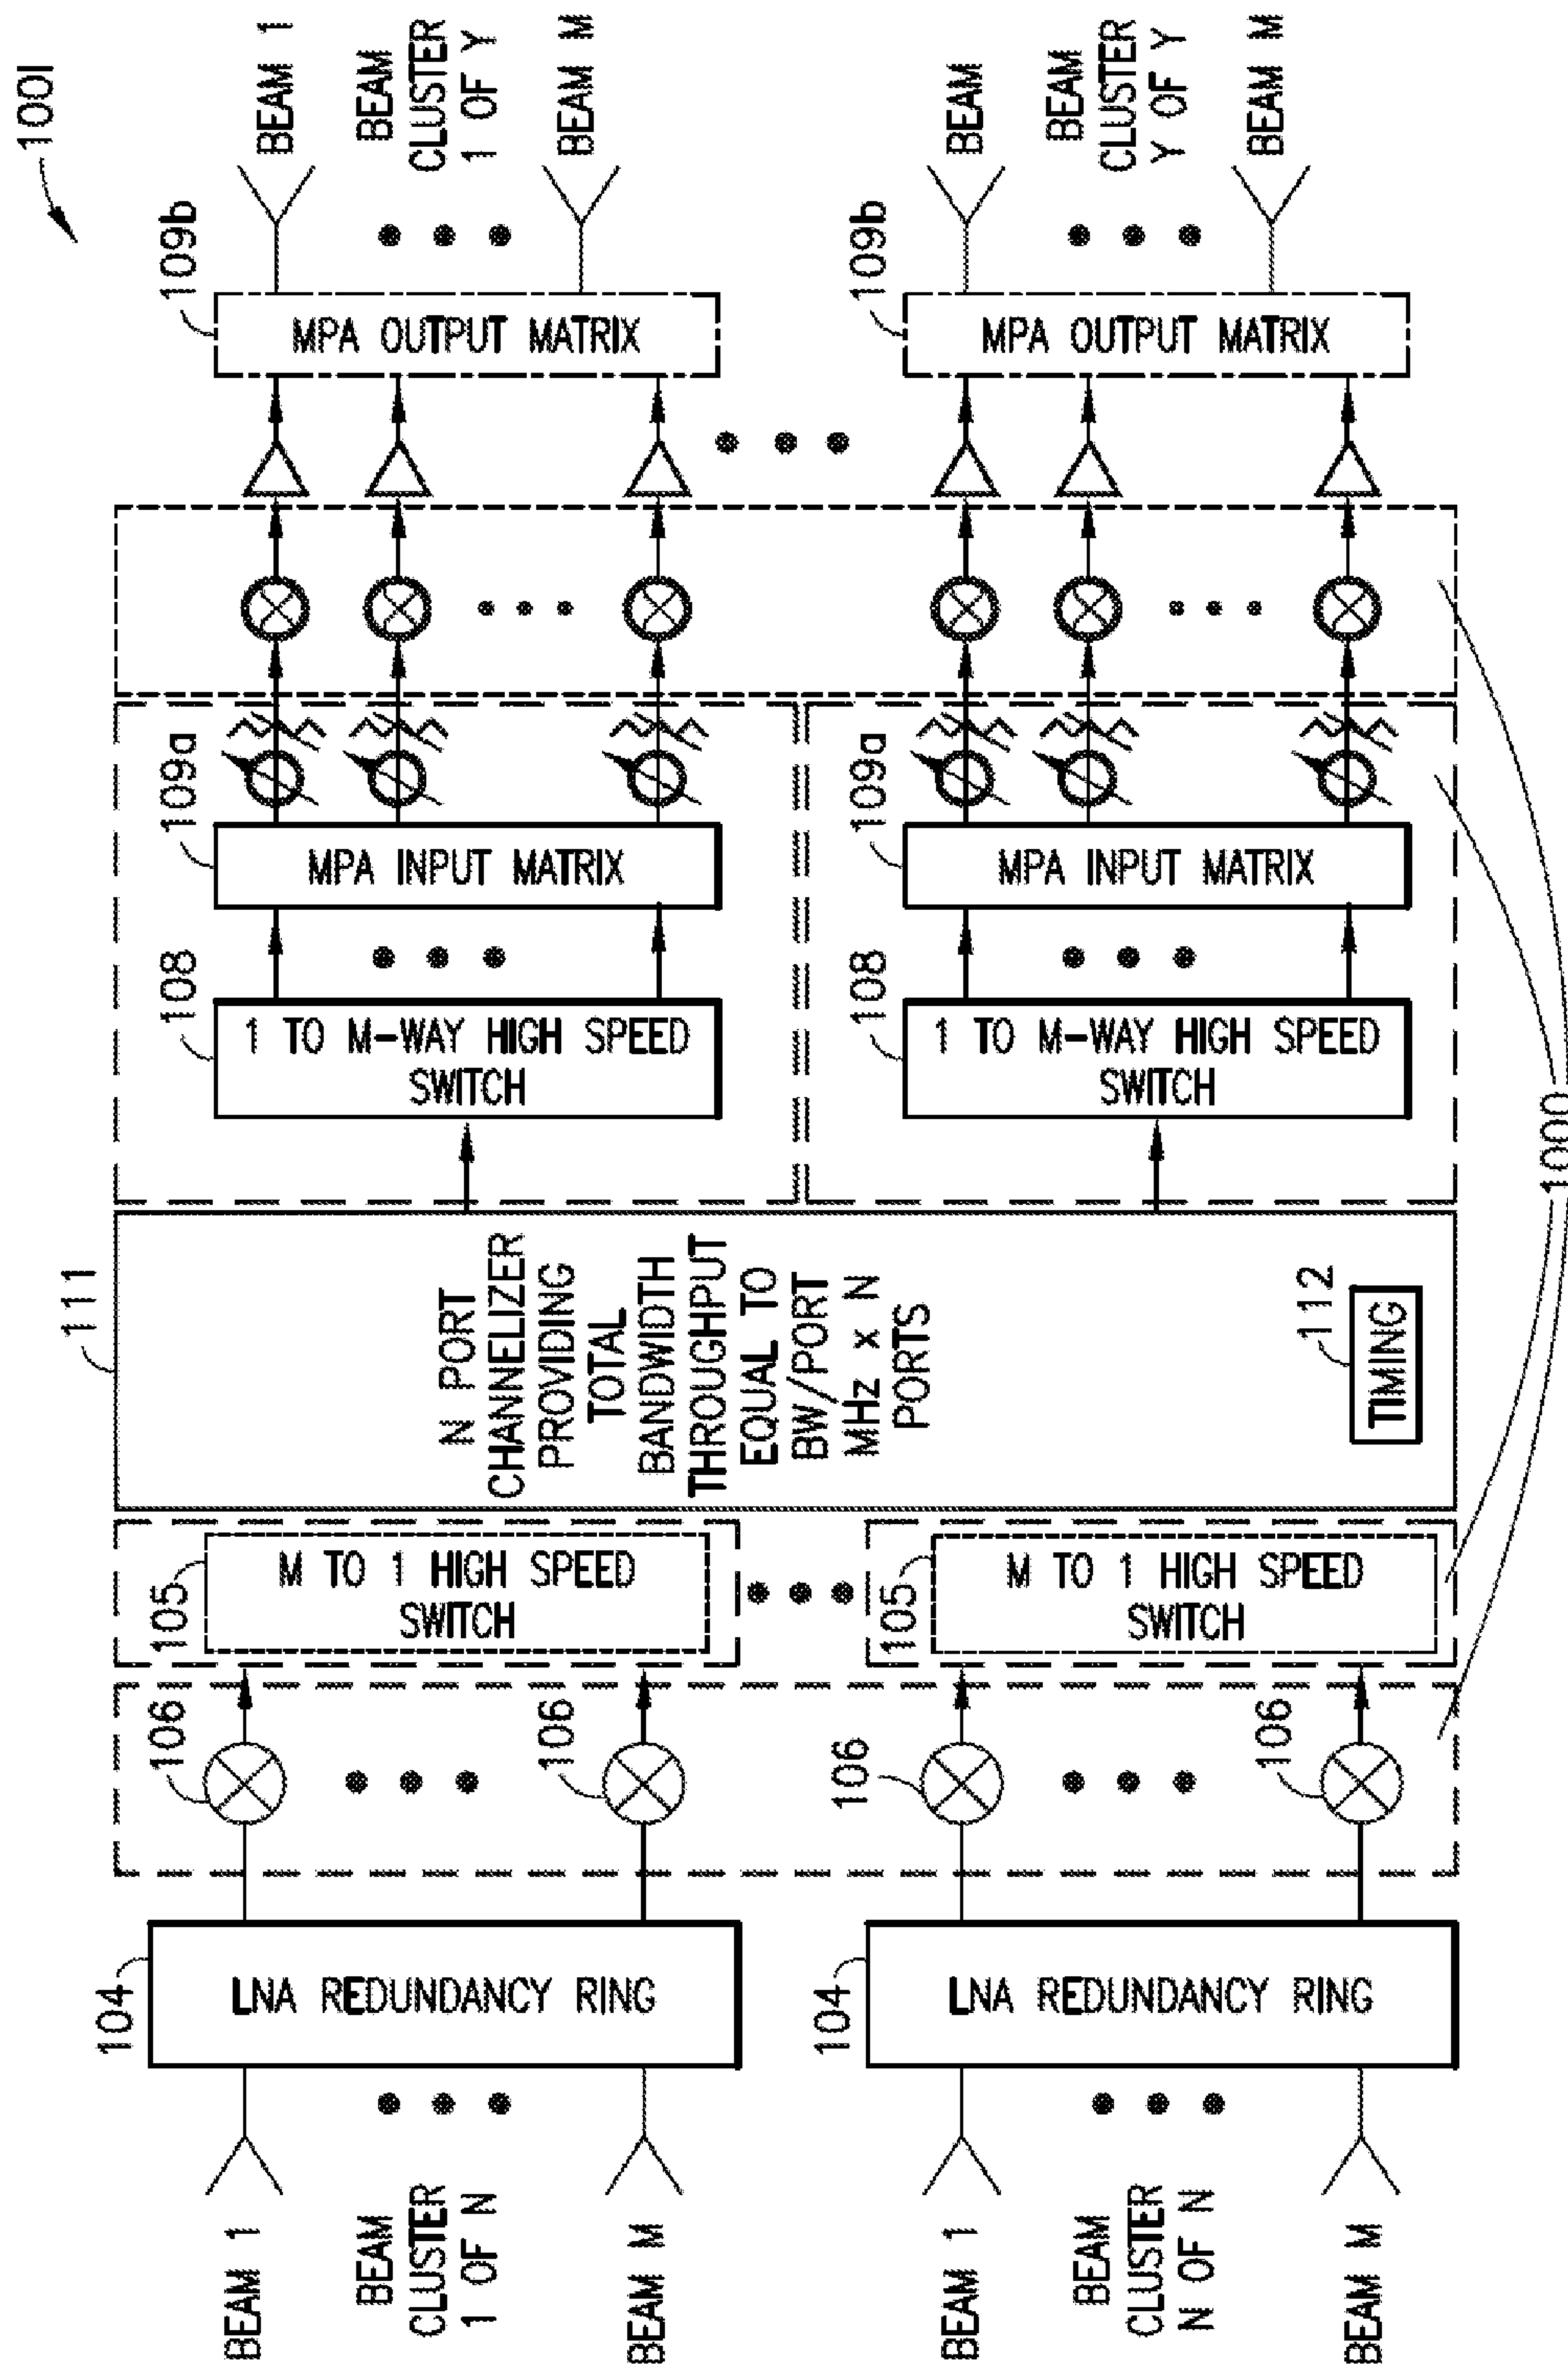 100I
BEAM 1
BEAM
CLUSTER
1 OF N
BEAM M
104
LNA REDUNDANCY RING
106
106
105
M TO 1 HIGH SPEED
SWITCH
BEAM 1
BEAM
CLUSTER
N OF N
BEAM M
104
LNA REDUNDANCY RING
106
106
105
M TO 1 HIGH SPEED
SWITCH
111
N PORT
CHANNELIZER
PROVIDING
TOTAL
BANDWIDTH
THROUGHPUT
EQUAL TO
BW/PORT
MHz x N
PORTS
112
TIMING
108
1 TO M-WAY HIGH SPEED
SWITCH
109a
MPA INPUT MATRIX
109b
MPA OUTPUT MATRIX
BEAM 1
BEAM
CLUSTER
1 OF Y
BEAM M
108
1 TO M-WAY HIGH SPEED
SWITCH
109a
MPA INPUT MATRIX
109b
MPA OUTPUT MATRIX
BEAM
BEAM
CLUSTER
Y OF Y
BEAM M
1000